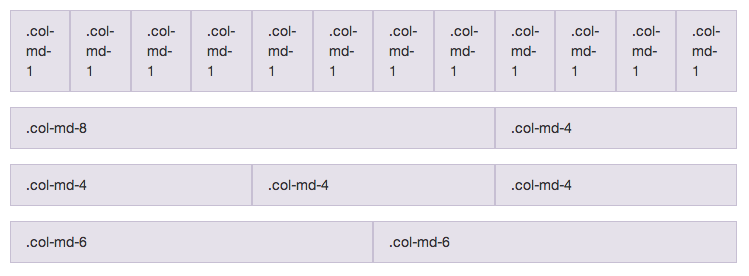 .col- .col- .col- .col- .col- .col- .col- .col- .col- .col- .col- .col-
md- md- md- md- md- md- md- md- md- md- md- md-
1 1 1 1 1 1 1 1 1 1 1 1
.col-md-8 .col-md-4
.col-md-4 .col-md-4 .col-md-4
.col-md-6 .col-md-6